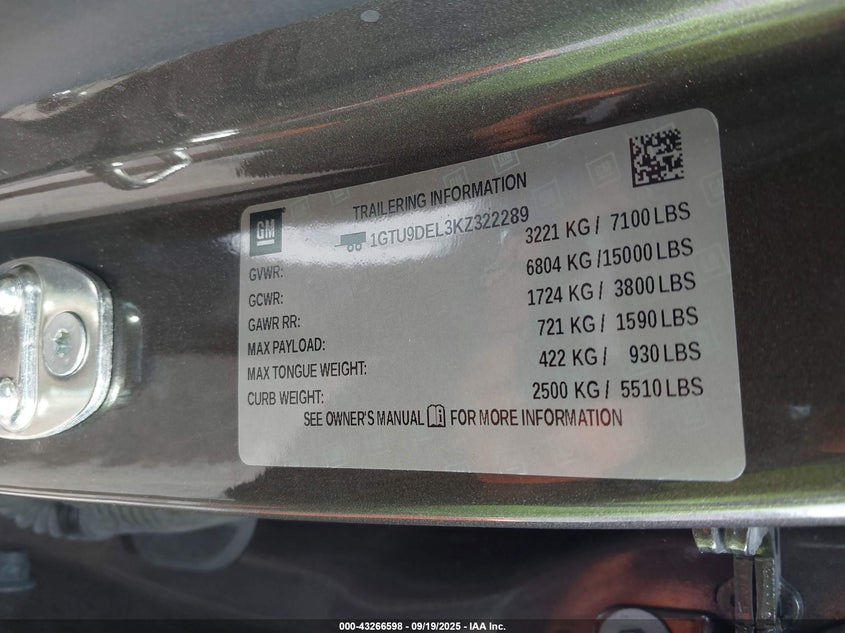 TRAILERING INFORMATION
GM
1GTU9DEL3KZ322289
GVWR: 3221 KG / 7100 LBS
GCWR: 6804 KG /15000 LBS
GAWR RR: 1724 KG / 3800 LBS
MAX PAYLOAD: 721 KG / 1590 LBS
MAX TONGUE WEIGHT: 422 KG / 930 LBS
CURB WEIGHT: 2500 KG / 5510 LBS
SEE OWNER'S MANUAL FOR MORE INFORMATION
000-43266598 - 09/19/2025 - IAA Inc.